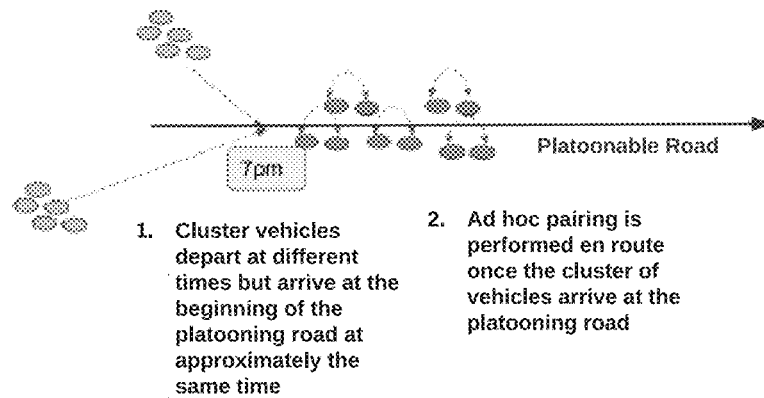 Platoonable Road
7pm
1. Cluster vehicles
depart at different
times but arrive at the
beginning of the
platooning road at
approximately the
same time
2. Ad hoc pairing is
performed en route
once the cluster of
vehicles arrive at the
platooning road